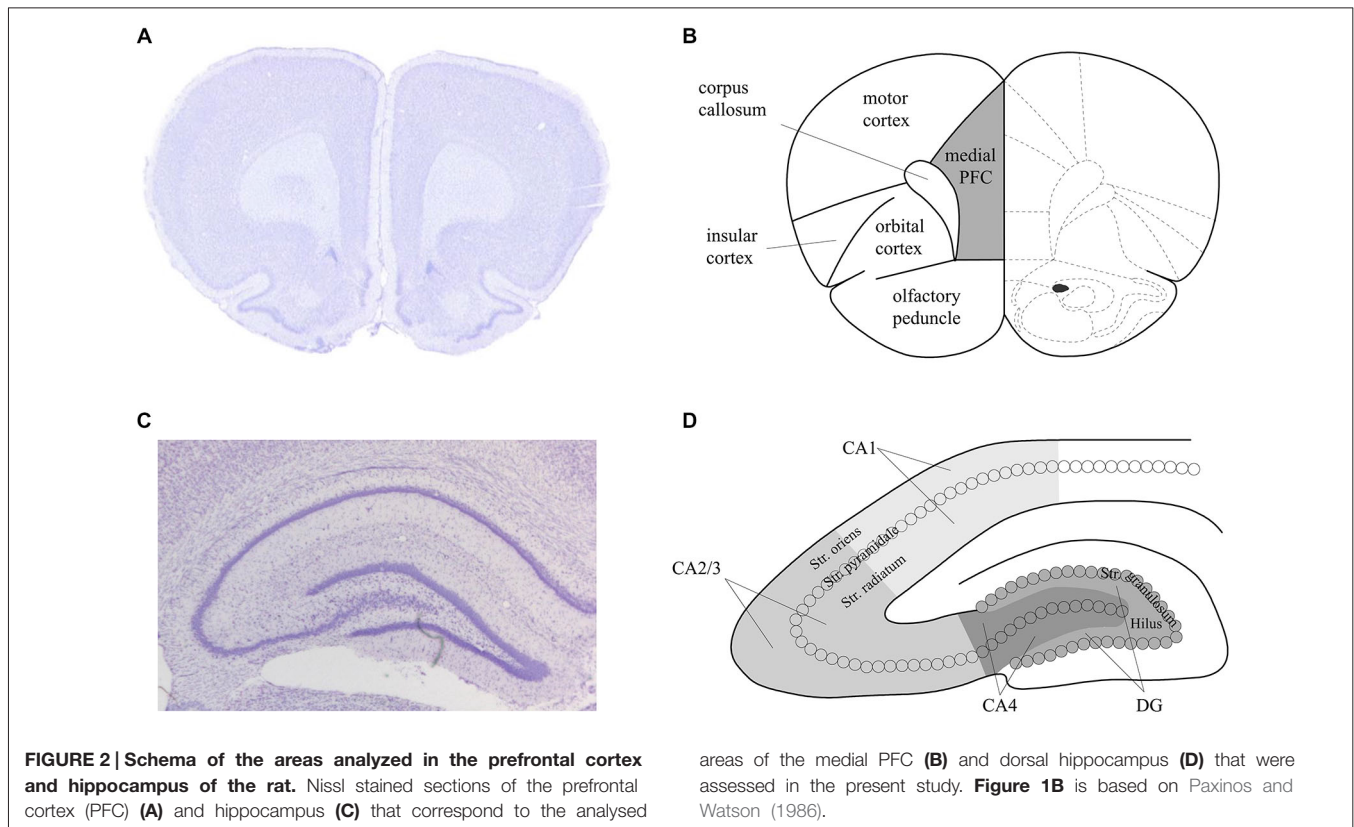 A
B
corpus
callosum
motor
cortex
medial
PFC
insular
cortex
orbital
cortex
olfactory
peduncle
C
D
CA1
Str. oriens
Str. pyramidale
Str. radiatum
CA2/3
Str. granulosum
Hilus
CA4
DG
FIGURE 2 | Schema of the areas analyzed in the prefrontal cortex
and hippocampus of the rat. Nissl stained sections of the prefrontal
cortex (PFC) (A) and hippocampus (C) that correspond to the analysed
areas of the medial PFC (B) and dorsal hippocampus (D) that were
assessed in the present study. Figure 1B is based on Paxinos and
Watson (1986).